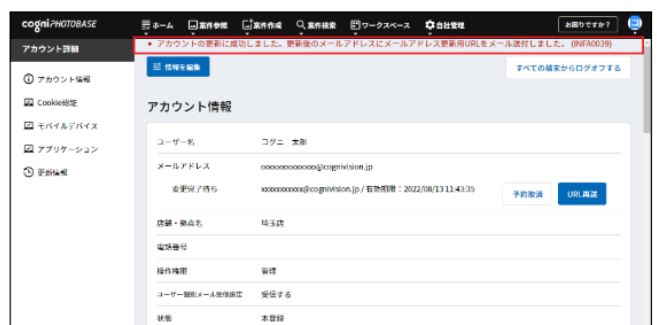 cogni PHOTOBASE
ホーム 案件参照 案件作成 案件検索 ワークスペース 自社管理 お困りですか？
アカウント詳細
• アカウントの更新に成功しました。更新後のメールアドレスにメールアドレス更新用URLをメール送付しました。 (INFA0039)
情報を編集
すべての端末からログオフする
アカウント情報
Cookie認証
モバイルデバイス
アプリケーション
更新情報
アカウント情報
ユーザー名 コグニ 太郎
メールアドレス oooooooooooo@cognivision.jp
変更完了待ち xxxxxxxxxxx@cognivision.jp / 有効期限：2022/08/13 11:43:35
予約取消 URL再送
店舗・拠点名 埼玉店
電話番号
操作権限 管理
ユーザー個別メール受信設定 受信する
状態 本登録